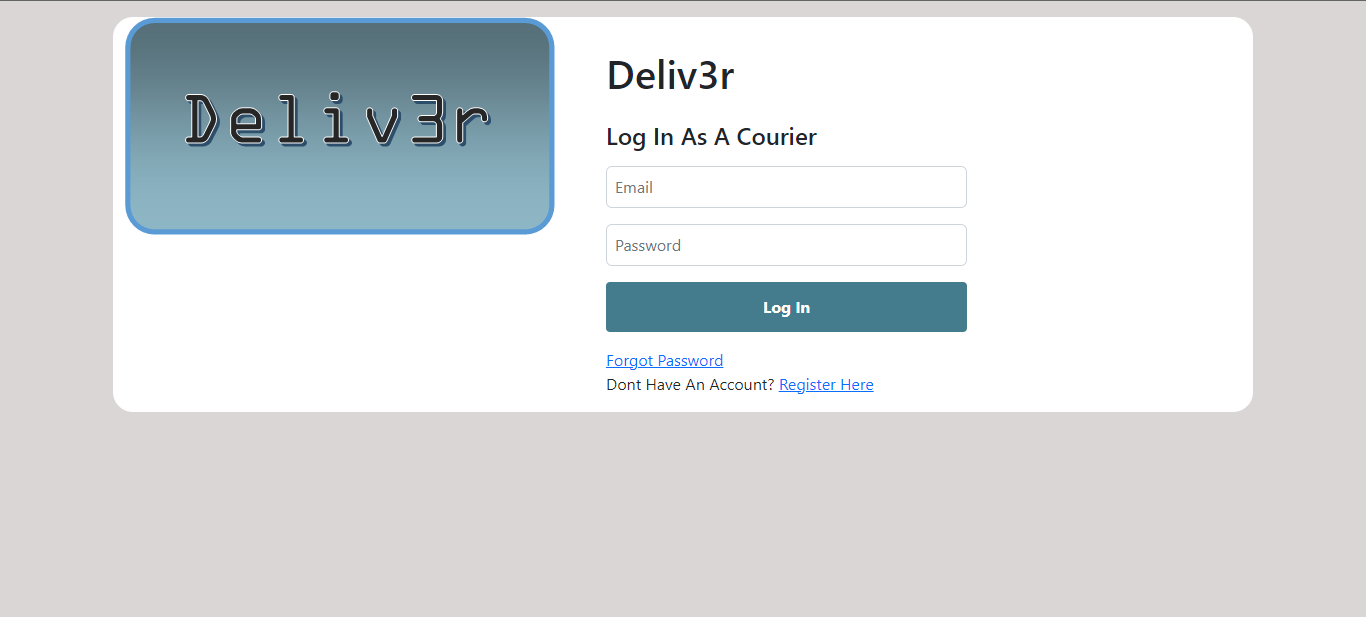 Deliv3r
Deliv3r
Log In As A Courier
Email
Password
Log In
Forgot Password
Dont Have An Account? Register Here